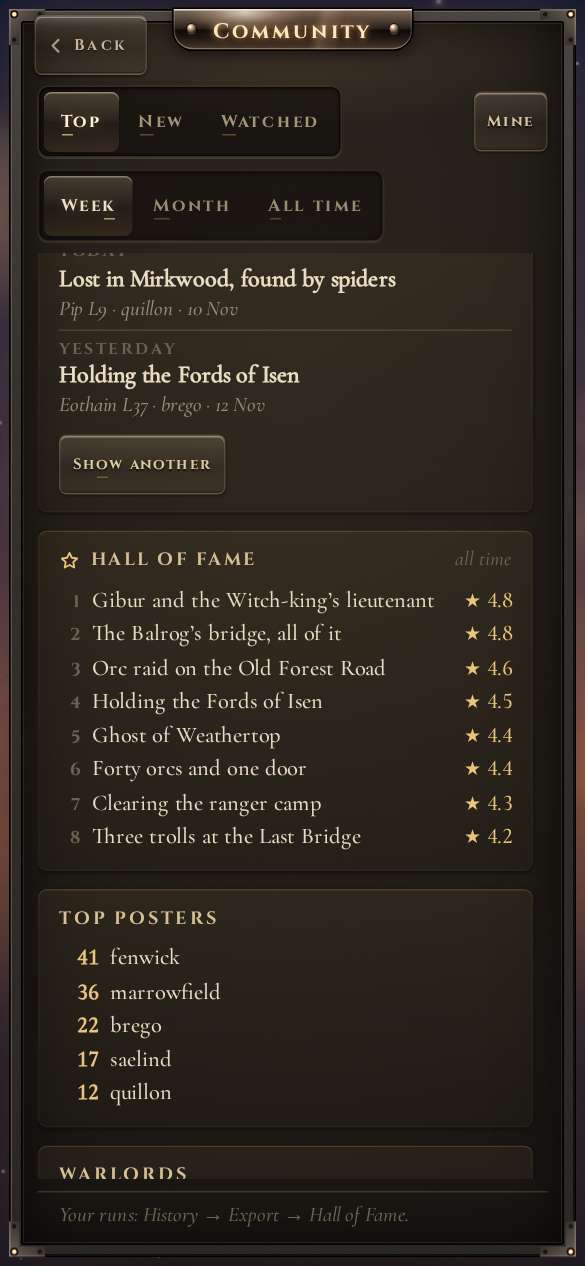 Community
Back
Top New Watched Mine
Week Month All time
TODAY
Lost in Mirkwood, found by spiders
Pip L9 · quillon · 10 Nov
YESTERDAY
Holding the Fords of Isen
Eothain L37 · brego · 12 Nov
Show another
HALL OF FAME all time
1 Gibur and the Witch-king’s lieutenant ★ 4.8
2 The Balrog’s bridge, all of it ★ 4.8
3 Orc raid on the Old Forest Road ★ 4.6
4 Holding the Fords of Isen ★ 4.5
5 Ghost of Weathertop ★ 4.4
6 Forty orcs and one door ★ 4.4
7 Clearing the ranger camp ★ 4.3
8 Three trolls at the Last Bridge ★ 4.2
TOP POSTERS
41 fenwick
36 marrowfield
22 brego
17 saelind
12 quillon
WARLORDS
Your runs: History → Export → Hall of Fame.